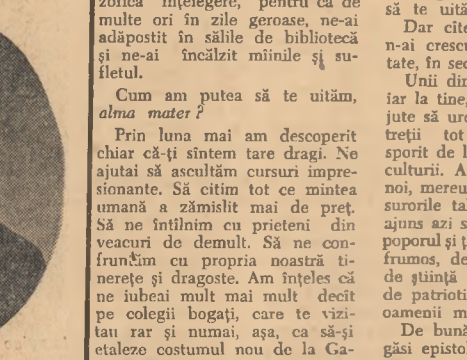 zofica înțelegere, pentru că de
multe ori în zile geroase, ne-ai
adăpostit în sălile de bibliotecă
și ne-ai încălzit mîinile și su-
fletul.
Cum am putea să te uităm,
alma mater?
Prin luna mai am descoperit
chiar că-ți sîntem tare dragi. Ne
ajutai să ascultăm cursuri impre-
sionante. Să citim tot ce mintea
umană a zămislit mai de preț.
Să ne întîlnim cu prieteni din
veacuri de demult. Să ne con-
fruntăm cu propria noastră ti-
nerețe și dragoste. Am înțeles că
ne iubeai mult mai mult decît
pe colegii bogați, care te vizi-
tau rar și numai, așa, ca să-și
etaleze costumul nou de la Ga-
să te uită
Dar cîte
n-ai crescu
tate, în sec
Unii din
iar la tine,
jute să ure
treții tot
sporit de l
culturii. A
noi, mereu
surorile tal
ajuns azi s
poporul și ț
frumos, de
de știință
de patrioti
oamenii m
De bună
găsi episto